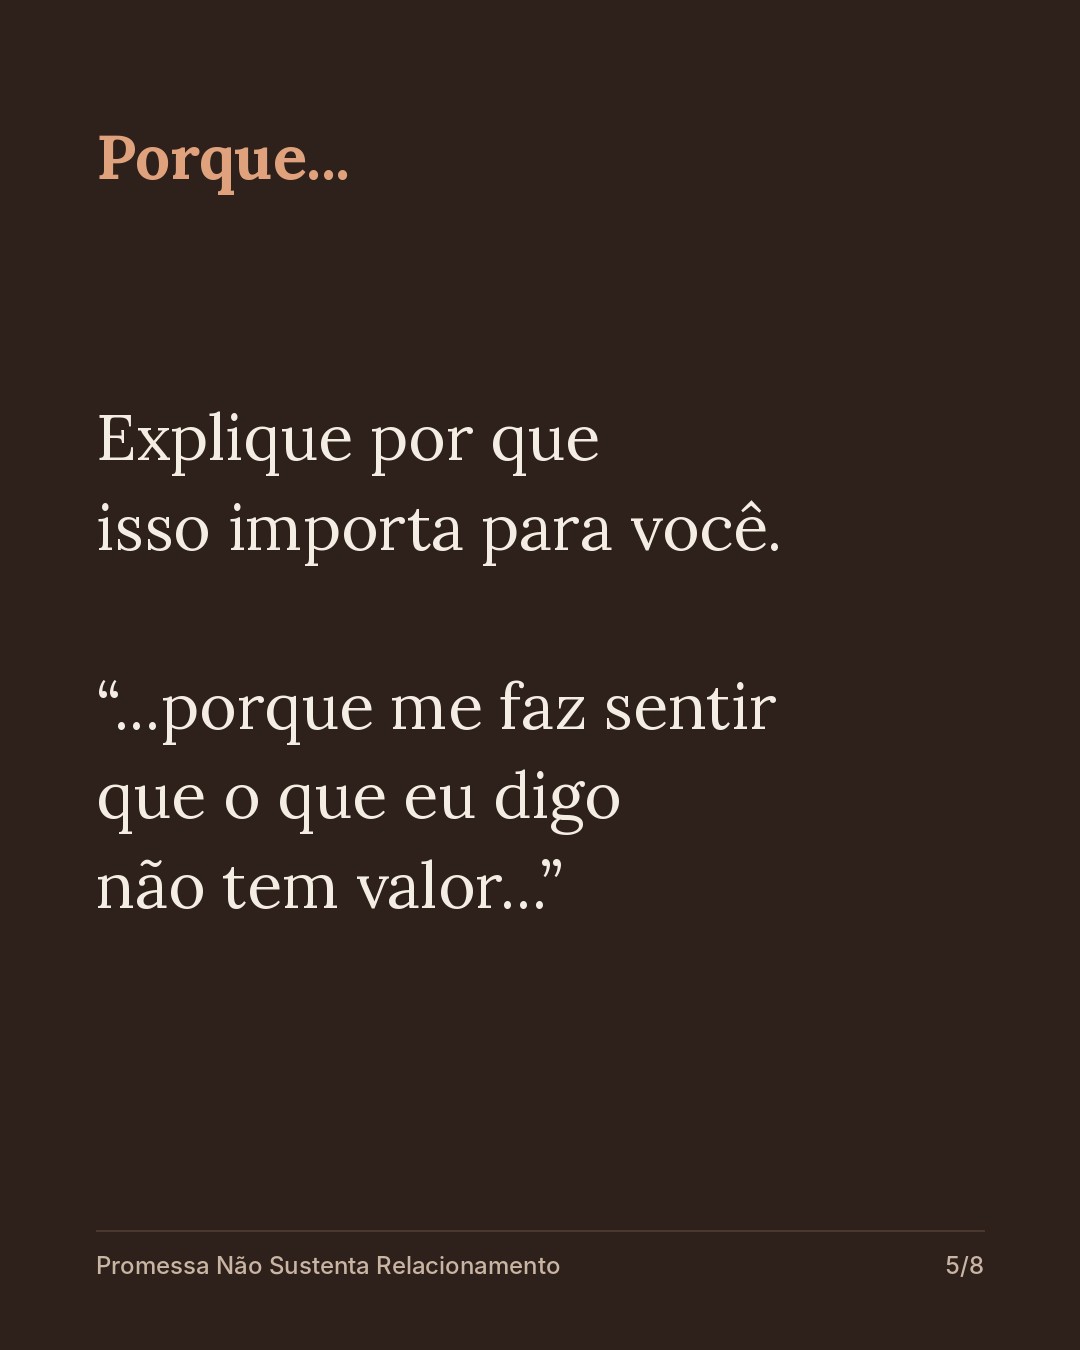 Porque...
Explique por que
isso importa para você.
“...porque me faz sentir
que o que eu digo
não tem valor...”
Promessa Não Sustenta Relacionamento
5/8